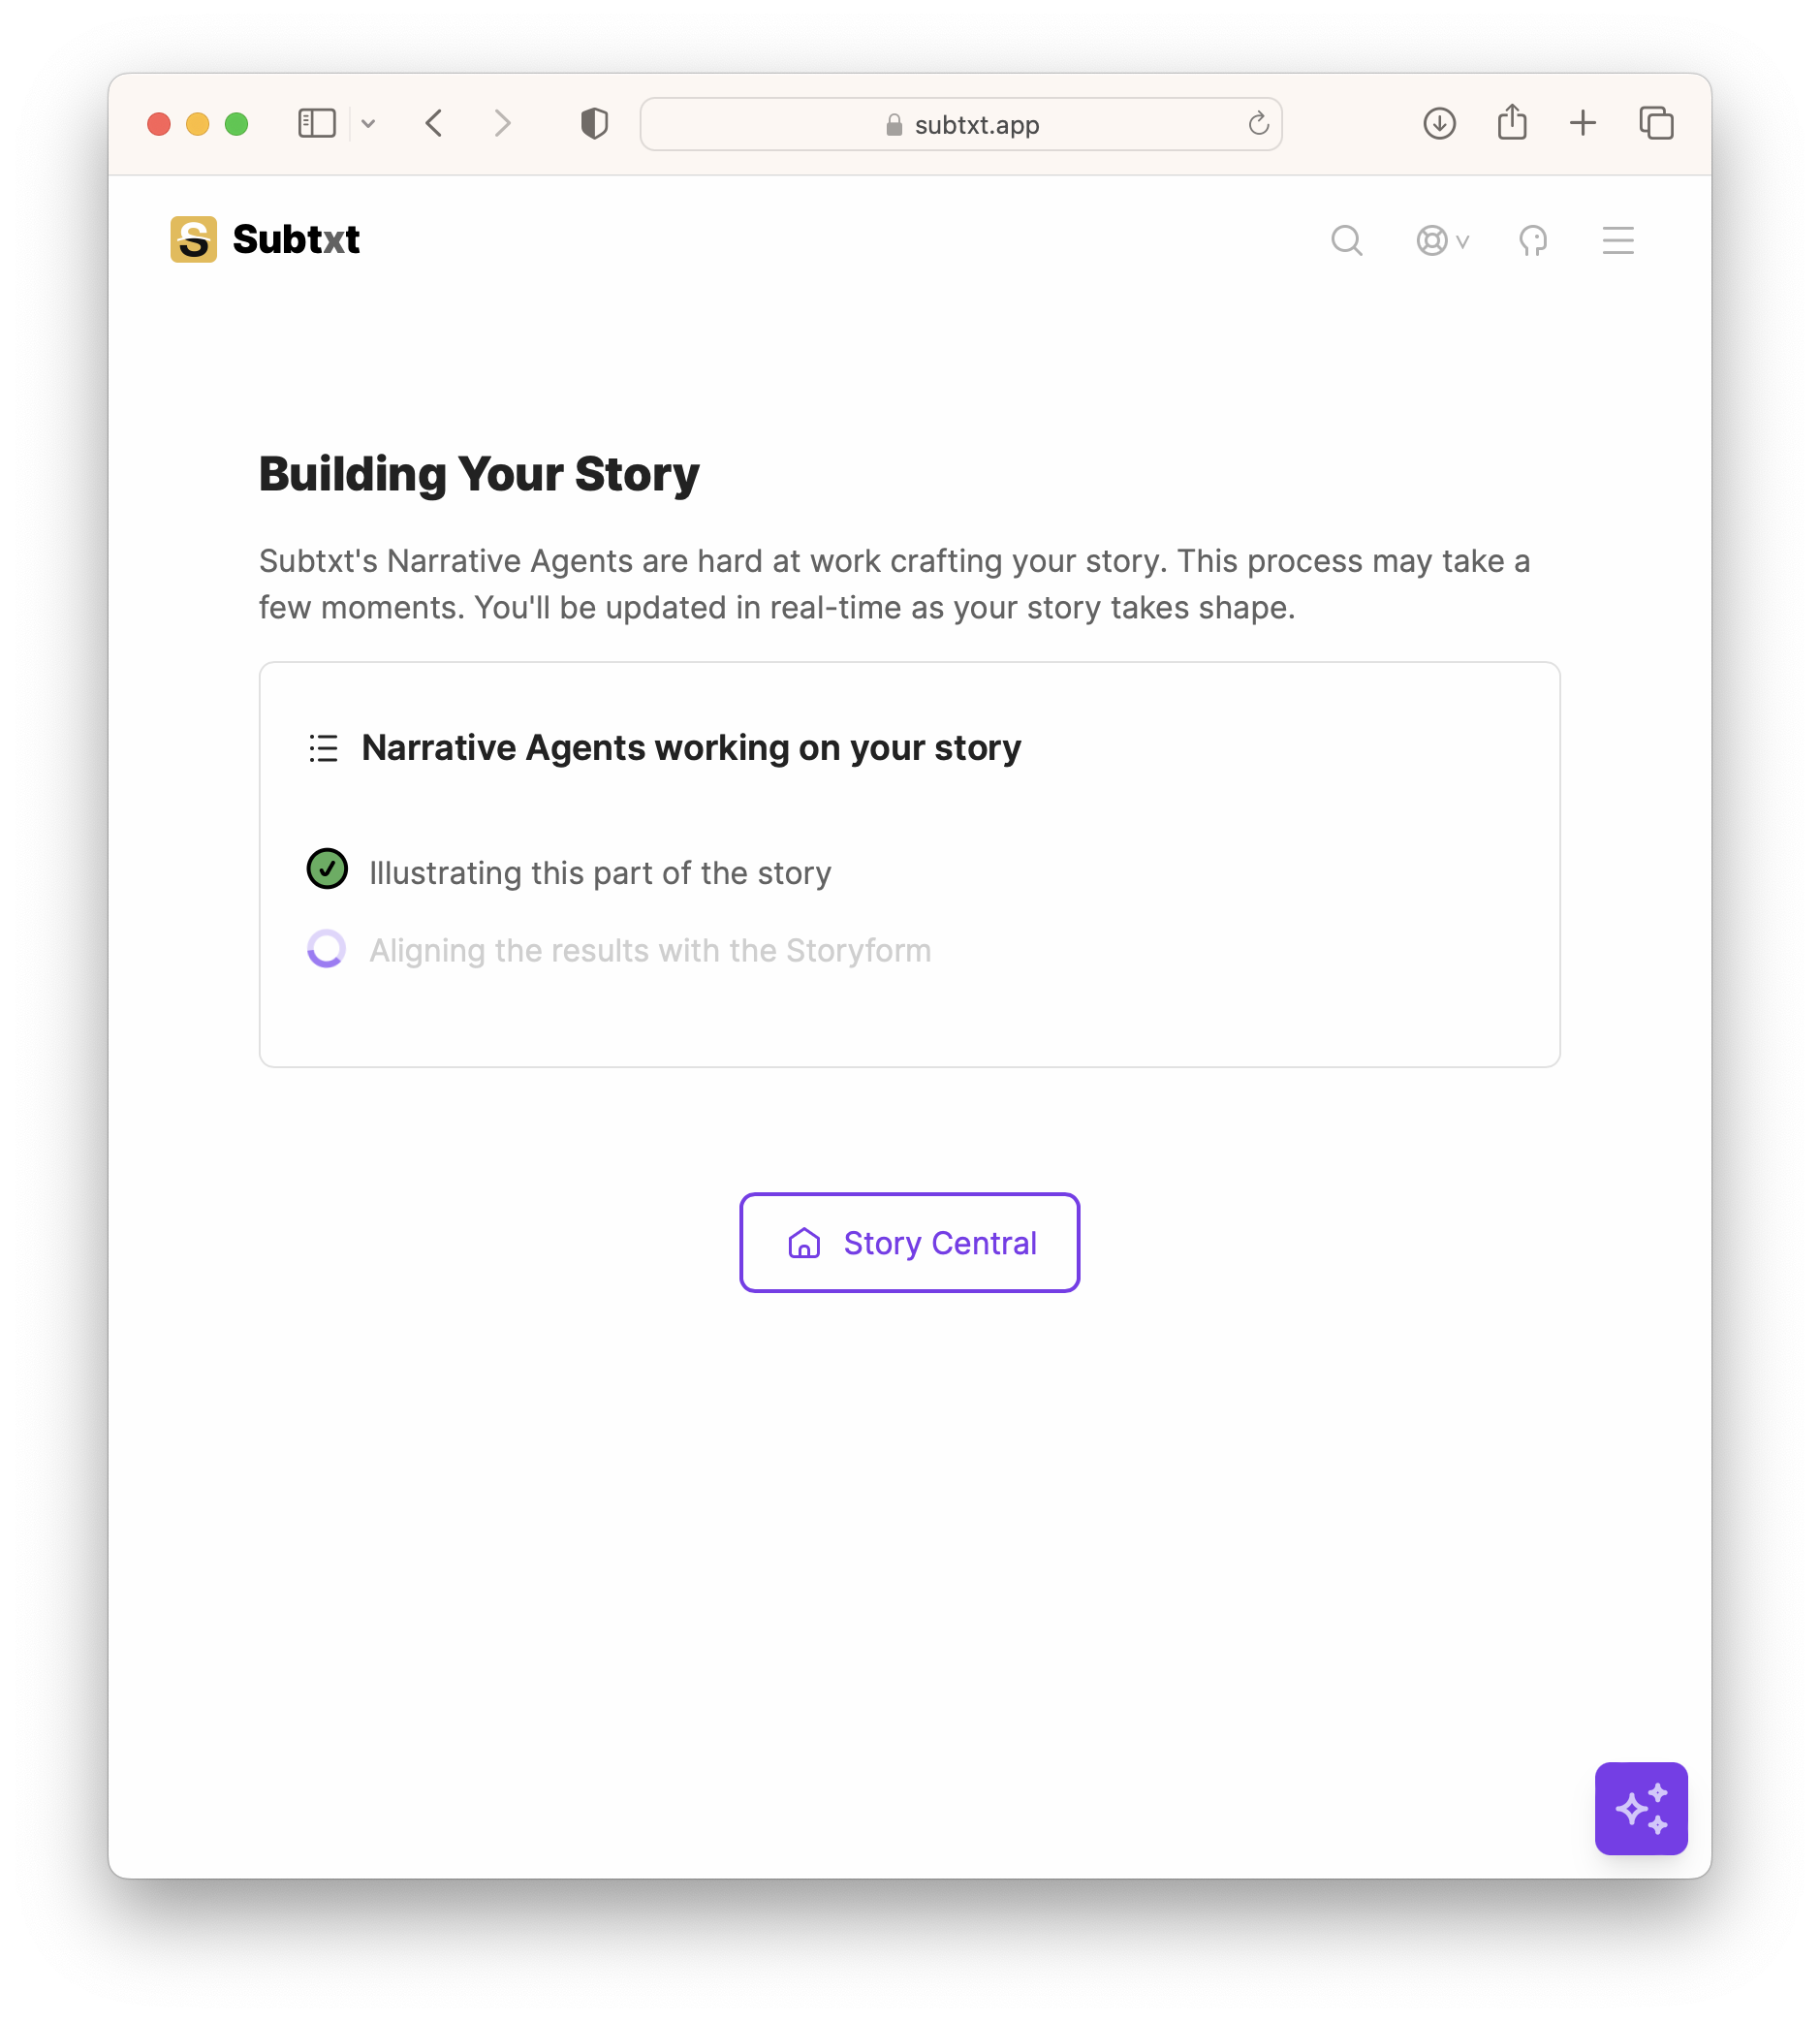 subtxt.app
Subtxt
Building Your Story
Subtxt's Narrative Agents are hard at work crafting your story. This process may take a
few moments. You'll be updated in real-time as your story takes shape.
Narrative Agents working on your story
Illustrating this part of the story
Aligning the results with the Storyform
Story Central